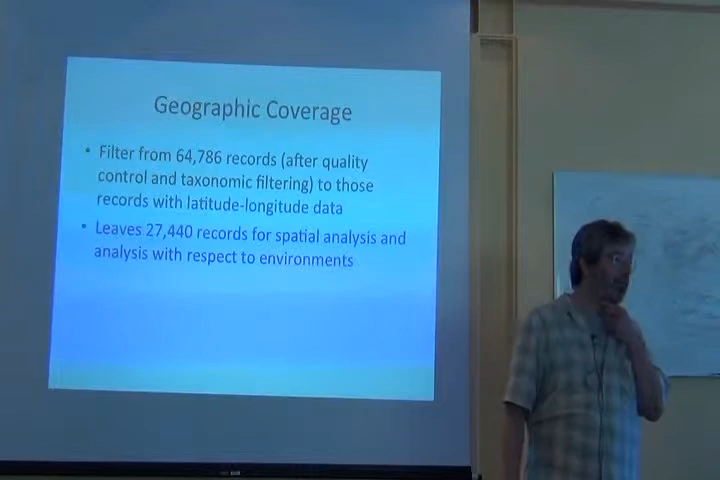 Geographic Coverage
• Filter from 64,786 records (after quality
control and taxonomic filtering) to those
records with latitude-longitude data
• Leaves 27,440 records for spatial analysis and
analysis with respect to environments